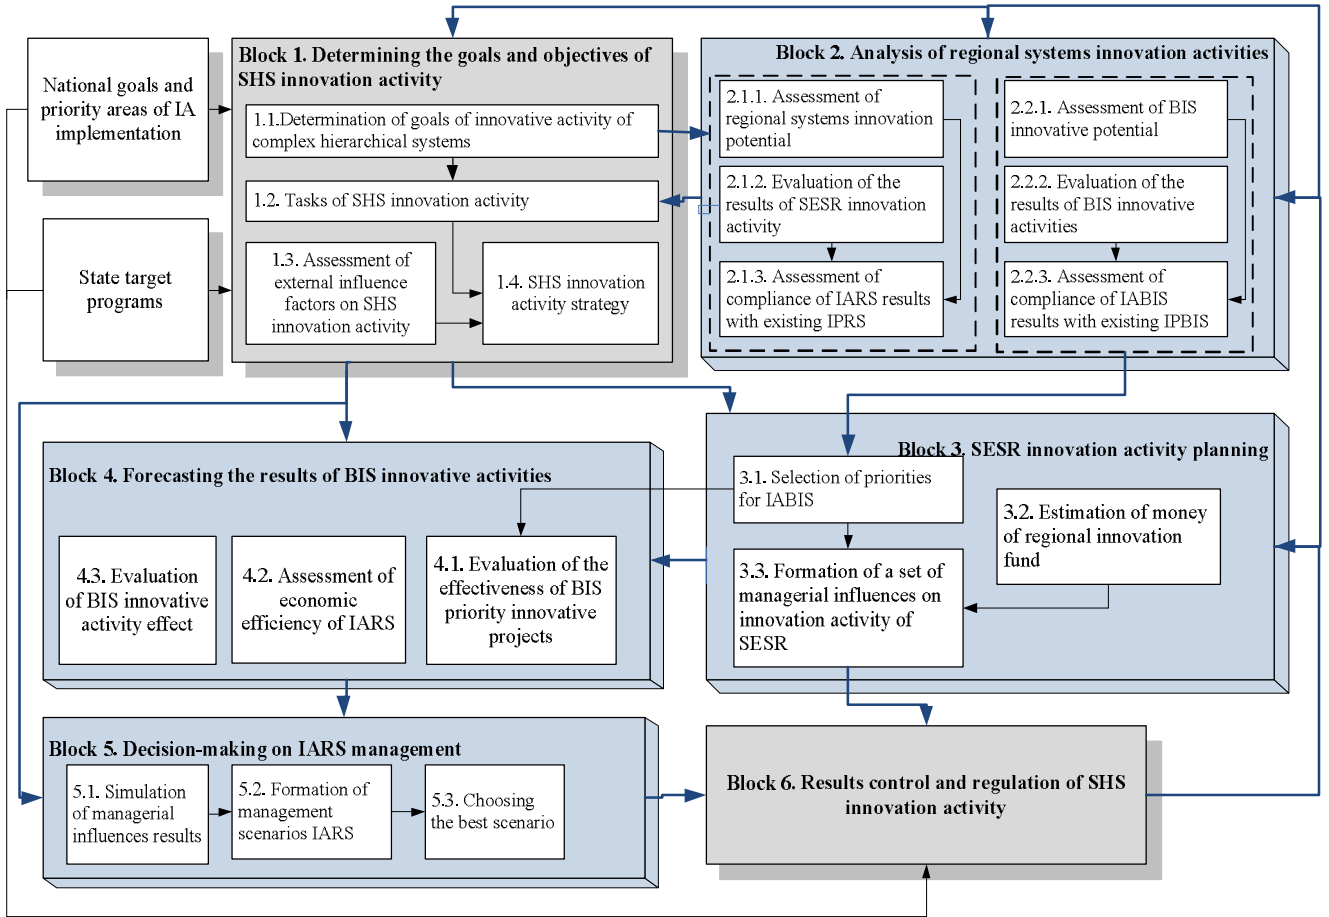 National goals and
priority areas of IA
implementation
State target
programs
Block 1. Determining the goals and objectives of
SHS innovation activity
1.1.Determination of goals of innovative activity of
complex hierarchical systems
1.2. Tasks of SHS innovation activity
1.3. Assessment of
external influence
factors on SHS
innovation activity
1.4. SHS innovation
activity strategy
Block 2. Analysis of regional systems innovation activities
2.1.1. Assessment of
regional systems innovation
potential
2.1.2. Evaluation of the
results of SESR innovation
activity
2.1.3. Assessment of
compliance of IARS results
with existing IPRS
2.2.1. Assessment of BIS
innovative potential
2.2.2. Evaluation of the
results of BIS innovative
activities
2.2.3. Assessment of
compliance of IABIS
results with existing IPBIS
Block 3. SESR innovation activity planning
3.1. Selection of priorities
for IABIS
3.2. Estimation of money
of regional innovation
fund
3.3. Formation of a set of
managerial influences on
innovation activity of
SESR
Block 4. Forecasting the results of BIS innovative activities
4.3. Evaluation
of BIS innovative
activity effect
4.2. Assessment of
economic
efficiency of IARS
4.1. Evaluation of the
effectiveness of BIS
priority innovative
projects
Block 5. Decision-making on IARS management
5.1. Simulation
of managerial
influences results
5.2. Formation of
management
scenarios IARS
5.3. Choosing
the best scenario
Block 6. Results control and regulation of SHS
innovation activity